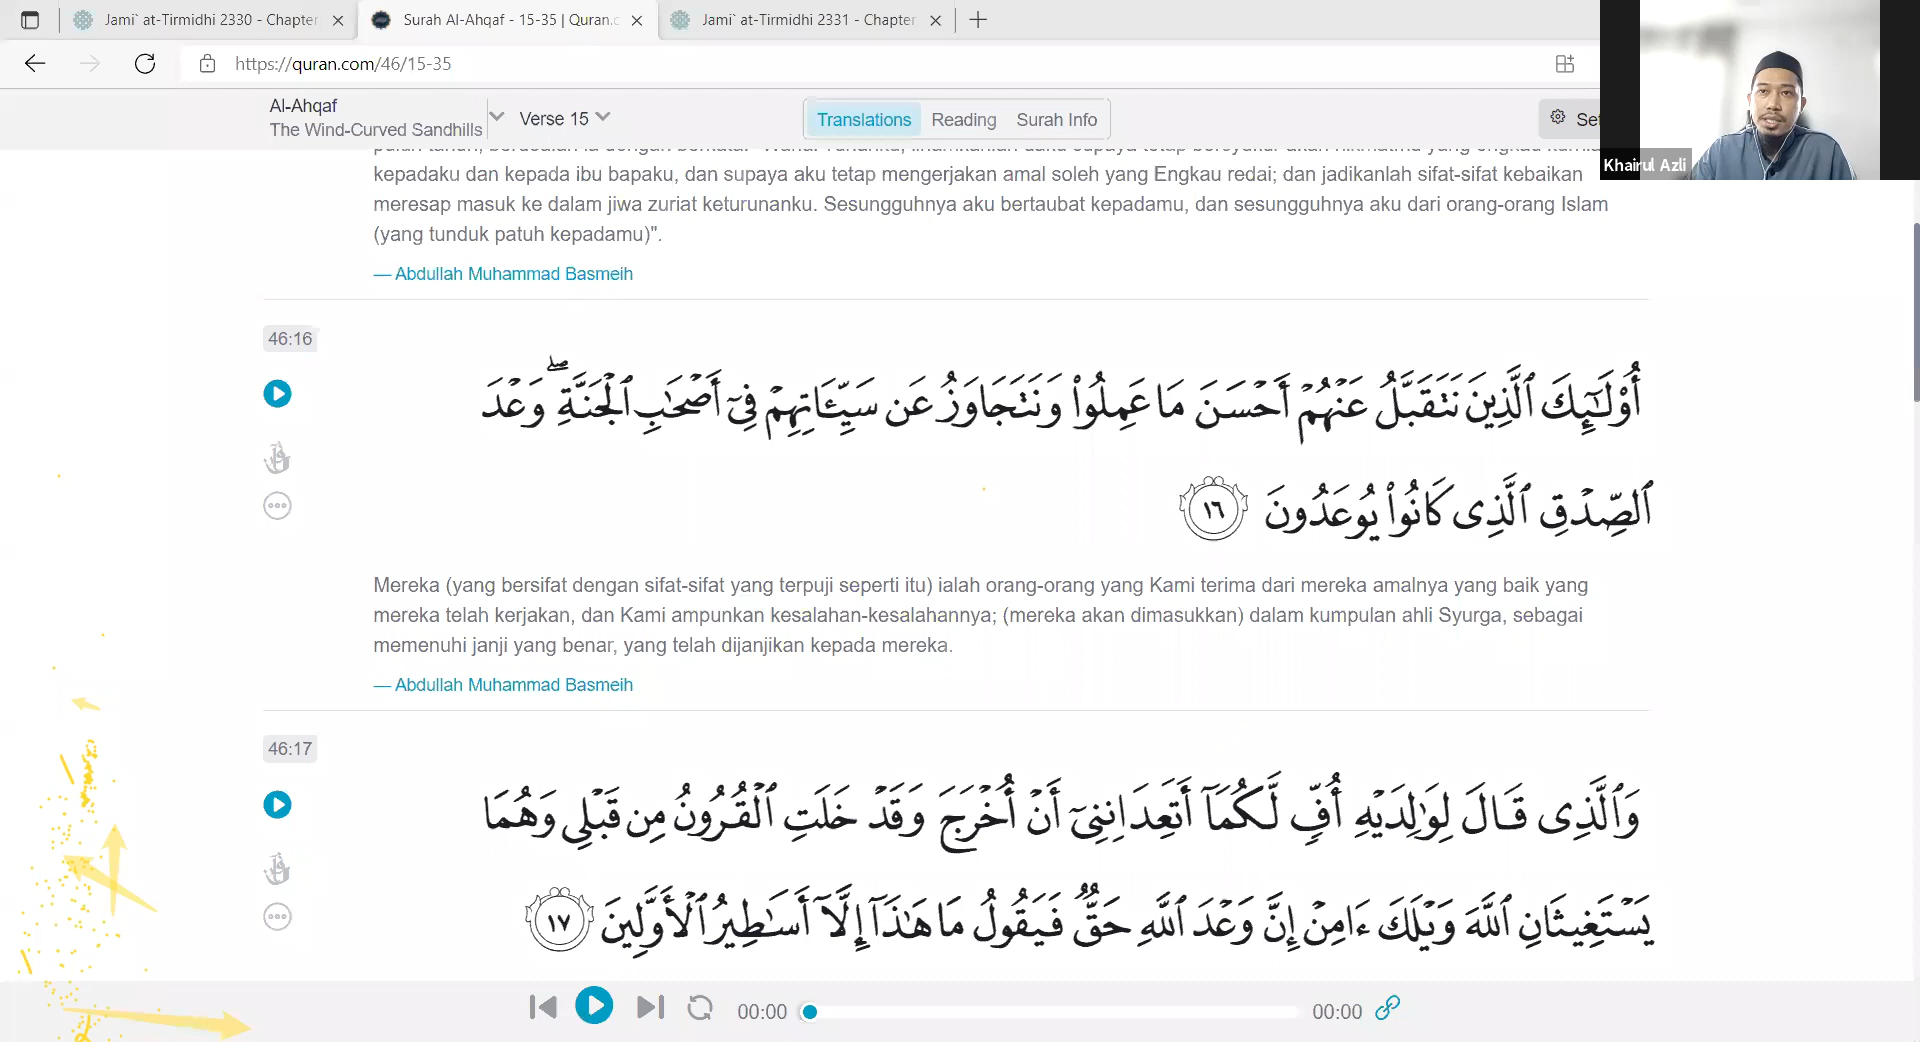 Jami` at-Tirmidhi 2330 - Chapter
Surah Al-Ahqaf - 15-35 | Quran.c
Jami` at-Tirmidhi 2331 - Chapter
https://quran.com/46/15-35
Al-Ahqaf
The Wind-Curved Sandhills
Verse 15
Translations
Reading
Surah Info
Khairul Azli
kepadaku dan kepada ibu bapaku, dan supaya aku tetap mengerjakan amal soleh yang Engkau redai; dan jadikanlah sifat-sifat kebaikan
meresap masuk ke dalam jiwa zuriat keturunanku. Sesungguhnya aku bertaubat kepadamu, dan sesungguhnya aku dari orang-orang Islam
(yang tunduk patuh kepadamu)".
— Abdullah Muhammad Basmeih
46:16
أُو۟لَـٰٓئِكَ ٱلَّذِينَ نَتَقَبَّلُ عَنْهُمْ أَحْسَنَ مَا عَمِلُوا۟ وَنَتَجَاوَزُ عَن سَيِّـَٔاتِهِمْ فِىٓ أَصْحَـٰبِ ٱلْجَنَّةِ ۖ وَعْدَ
ٱلصِّدْقِ ٱلَّذِى كَانُوا۟ يُوعَدُونَ ١٦
Mereka (yang bersifat dengan sifat-sifat yang terpuji seperti itu) ialah orang-orang yang Kami terima dari mereka amalnya yang baik yang
mereka telah kerjakan, dan Kami ampunkan kesalahan-kesalahannya; (mereka akan dimasukkan) dalam kumpulan ahli Syurga, sebagai
memenuhi janji yang benar, yang telah dijanjikan kepada mereka.
— Abdullah Muhammad Basmeih
46:17
وَٱلَّذِى قَالَ لِوَٰلِدَيْهِ أُفٍّ لَّكُمَآ أَتَعِدَانِنِىٓ أَنْ أُخْرَجَ وَقَدْ خَلَتِ ٱلْقُرُونُ مِن قَبْلِى وَهُمَا
يَسْتَغِيثَانِ ٱللَّهَ وَيْلَكَ ءَامِنْ إِنَّ وَعْدَ ٱللَّهِ حَقٌّ فَيَقُولُ مَا هَـٰذَآ إِلَّآ أَسَـٰطِيرُ ٱلْأَوَّلِينَ ١٧
00:00
00:00